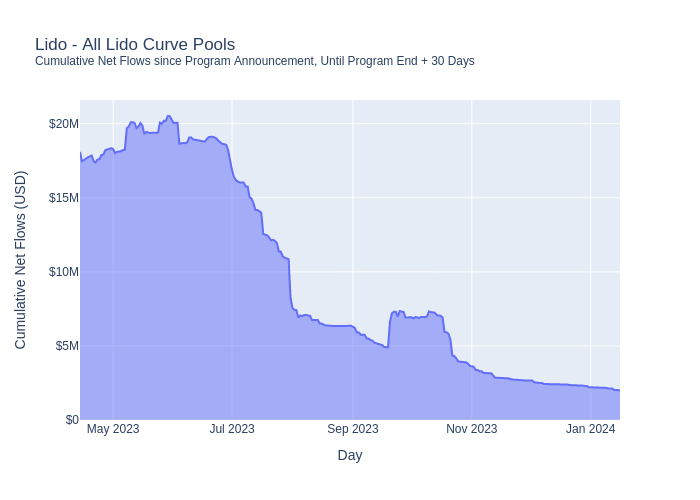 Lido - All Lido Curve Pools
Cumulative Net Flows since Program Announcement, Until Program End + 30 Days
Cumulative Net Flows (USD)
$20M
$15M
$10M
$5M
$0
May 2023
Jul 2023
Sep 2023
Nov 2023
Jan 2024
Day